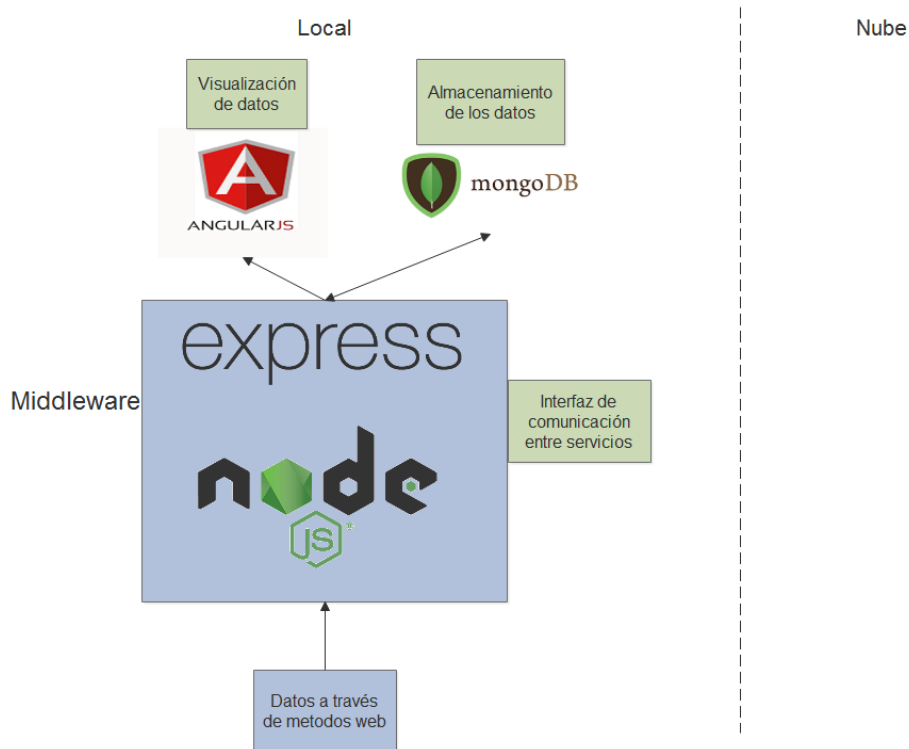 Local
Nube
Visualización
de datos
Almacenamiento
de los datos
ANGULARJS
mongoDB
express
Middleware
Interfaz de
comunicación
entre servicios
node
JS®
Datos a través
de metodos web